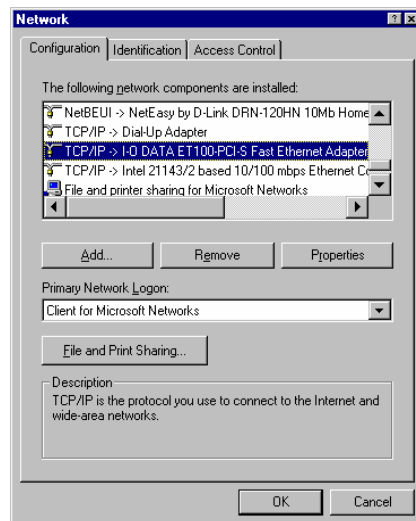 Network
Configuration Identification Access Control
The following network components are installed:
NetBEUI -> NetEasy by D-Link DRN-120HN 10Mb Home
TCP/IP -> Dial-Up Adapter
TCP/IP -> I-O DATA ET100-PCI-S Fast Ethernet Adapter
TCP/IP -> Intel 21143/2 based 10/100 mbps Ethernet Co
File and printer sharing for Microsoft Networks
Add... Remove Properties
Primary Network Logon:
Client for Microsoft Networks
File and Print Sharing...
Description
TCP/IP is the protocol you use to connect to the Internet and
wide-area networks.
OK Cancel